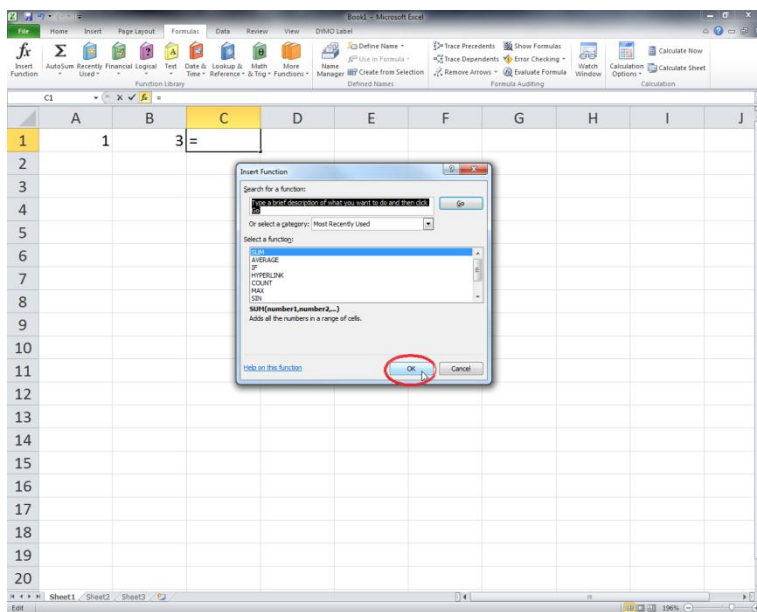 Book1 - Microsoft Excel
File Home Insert Page Layout Formulas Data Review View DYMO Label
fx Insert Function
Σ AutoSum
Recently Used
Financial
Logical
Text
Date & Time
Lookup & Reference
Math & Trig
More Functions
Function Library
Name Manager
Define Name
Use in Formula
Create from Selection
Defined Names
Trace Precedents
Trace Dependents
Remove Arrows
Show Formulas
Error Checking
Evaluate Formula
Formula Auditing
Watch Window
Calculation Options
Calculate Now
Calculate Sheet
Calculation
C1 fx =
A B C D E F G H I J
1 1 3 =
2
3
4
5
6
7
8
9
10
11
12
13
14
15
16
17
18
19
20
Insert Function
Search for a function:
Type a brief description of what you want to do and then click Go
Go
Or select a category: Most Recently Used
Select a function:
SUM
AVERAGE
IF
HYPERLINK
COUNT
MAX
SIN
SUM(number1,number2,...)
Adds all the numbers in a range of cells.
Help on this function OK Cancel
Sheet1 Sheet2 Sheet3
Edit 196%